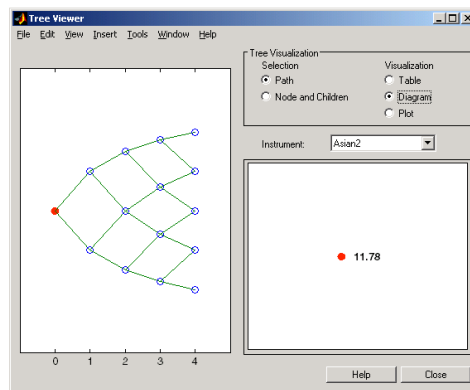 Tree Viewer
File Edit View Insert Tools Window Help
Tree Visualization
Selection
Visualization
Path
Table
Node and Children
Diagram
Plot
Instrument:
Asian2
11.78
0 1 2 3 4
Help
Close